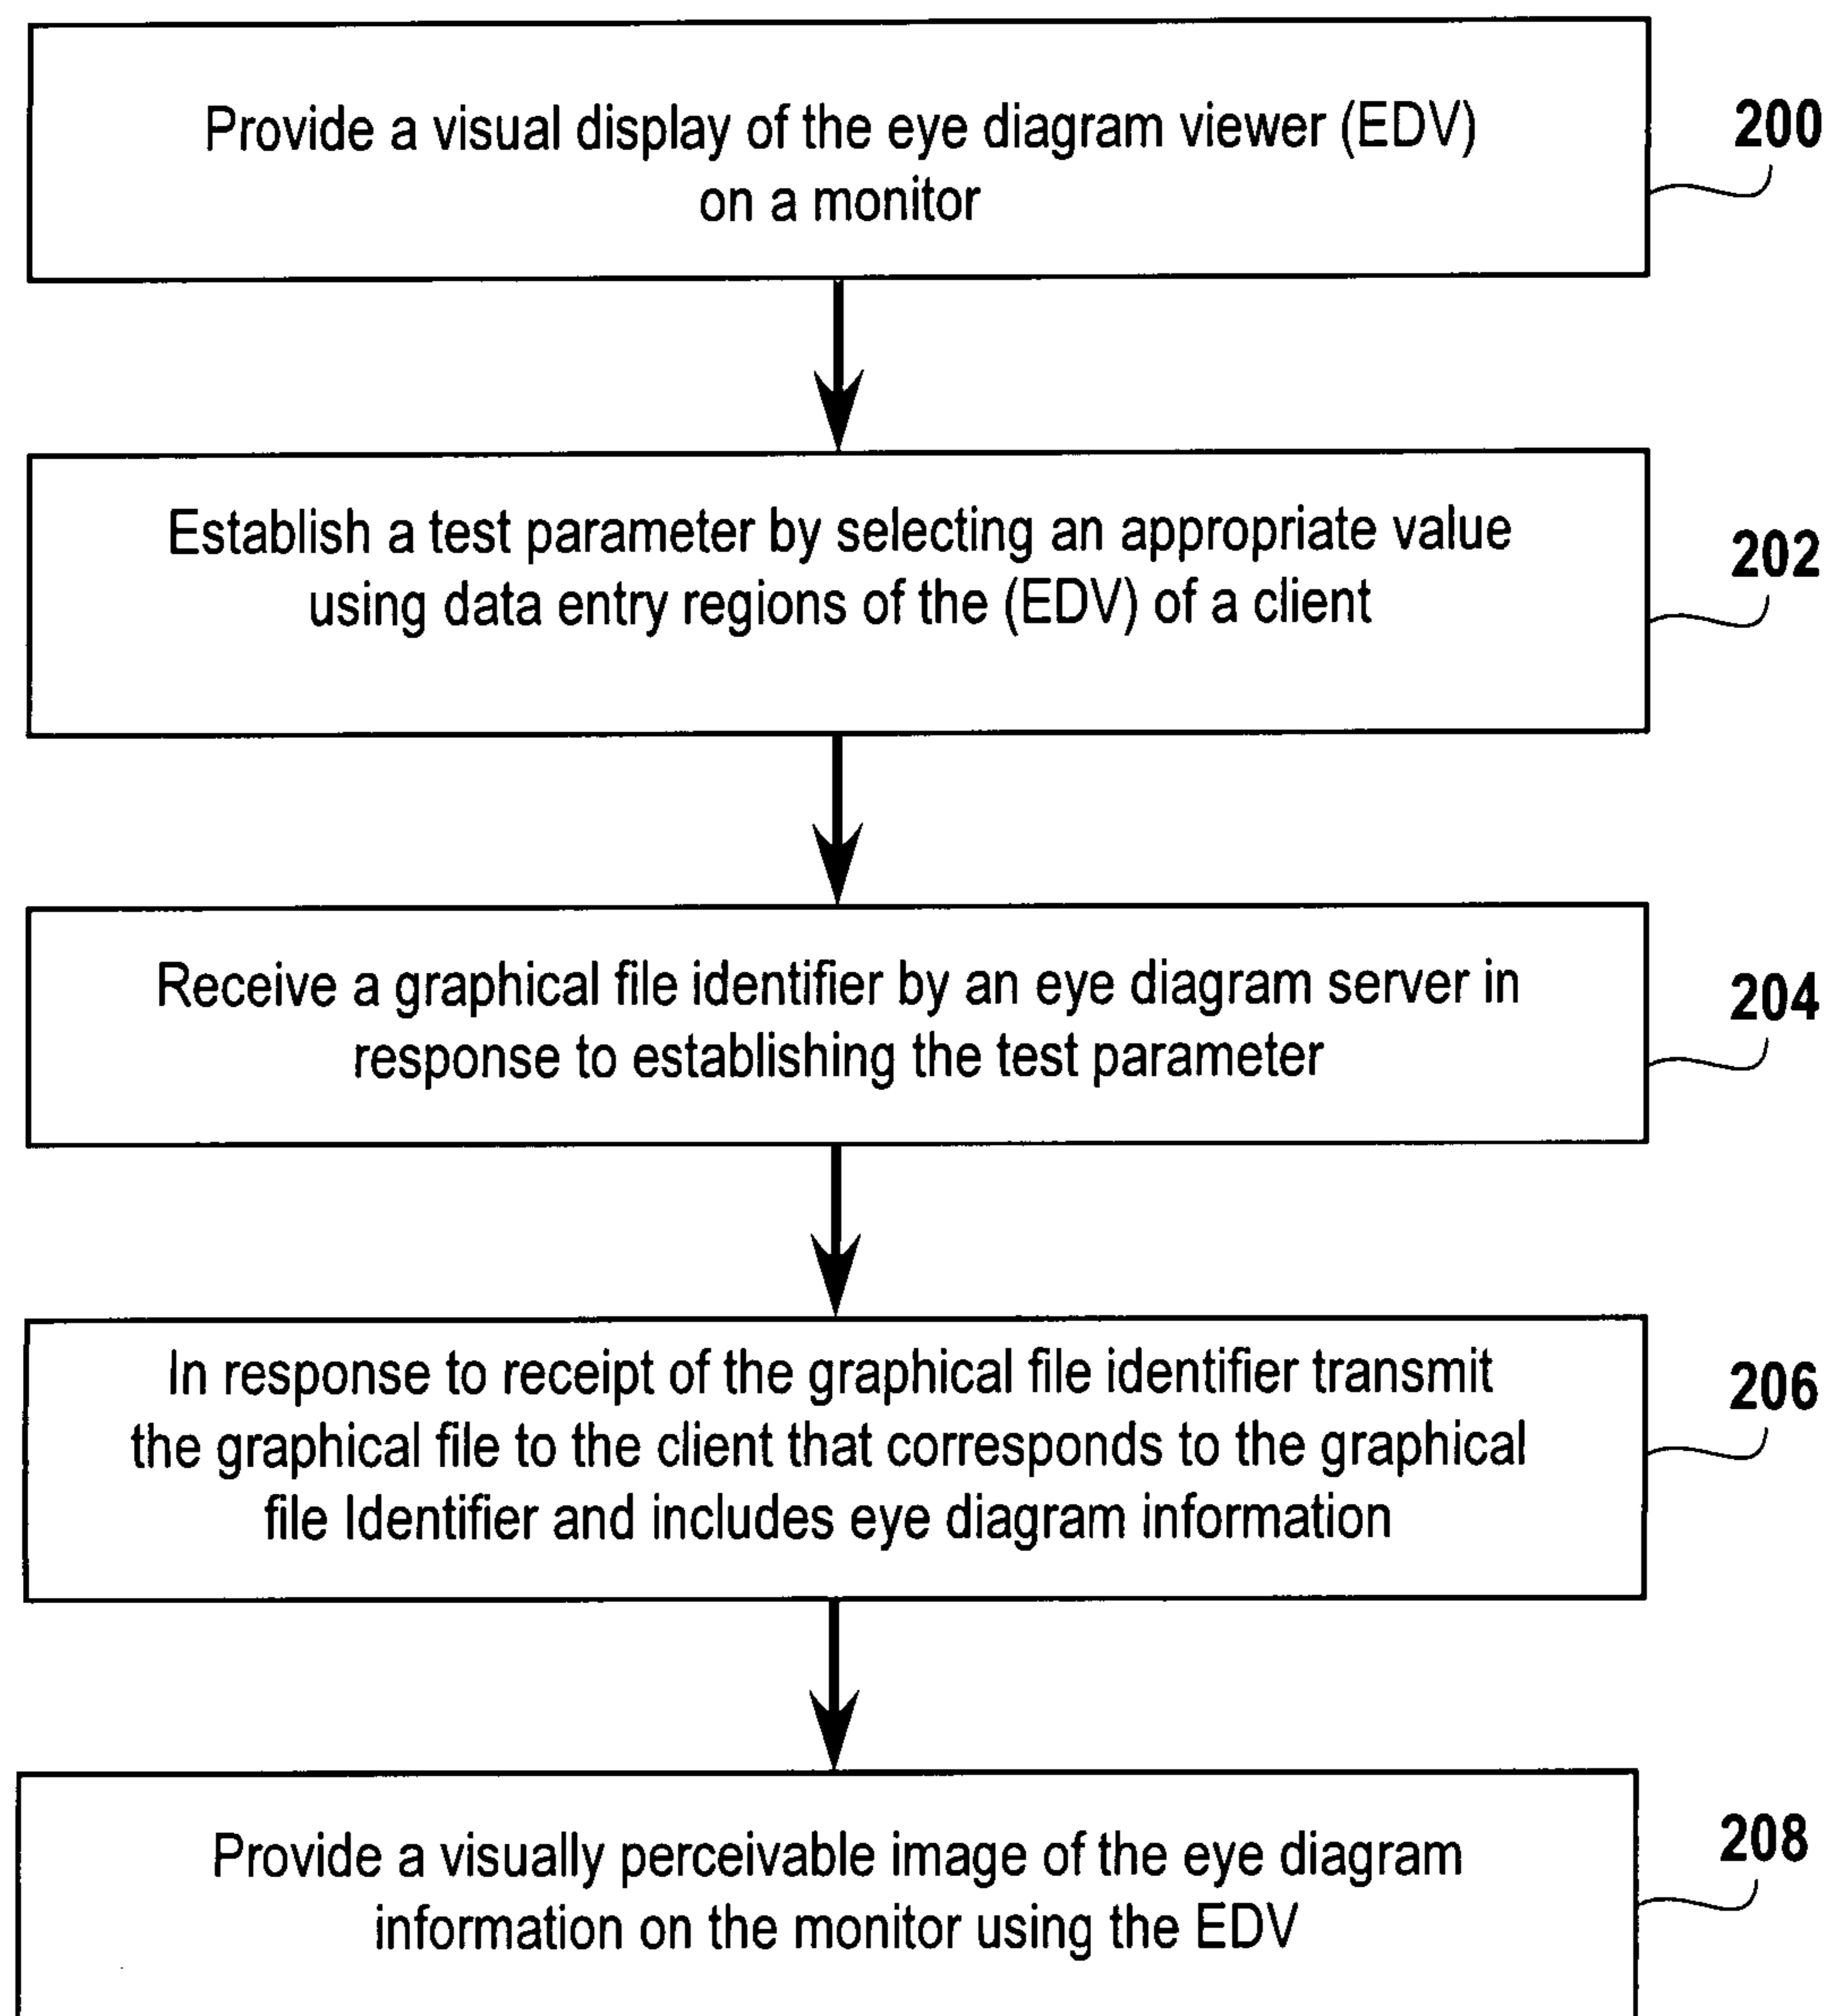 Provide a visual display of the eye diagram viewer (EDV)
on a monitor
200
Establish a test parameter by selecting an appropriate value
using data entry regions of the (EDV) of a client
202
Receive a graphical file identifier by an eye diagram server in
response to establishing the test parameter
204
In response to receipt of the graphical file identifier transmit
the graphical file to the client that corresponds to the graphical
file Identifier and includes eye diagram information
206
Provide a visually perceivable image of the eye diagram
information on the monitor using the EDV
208